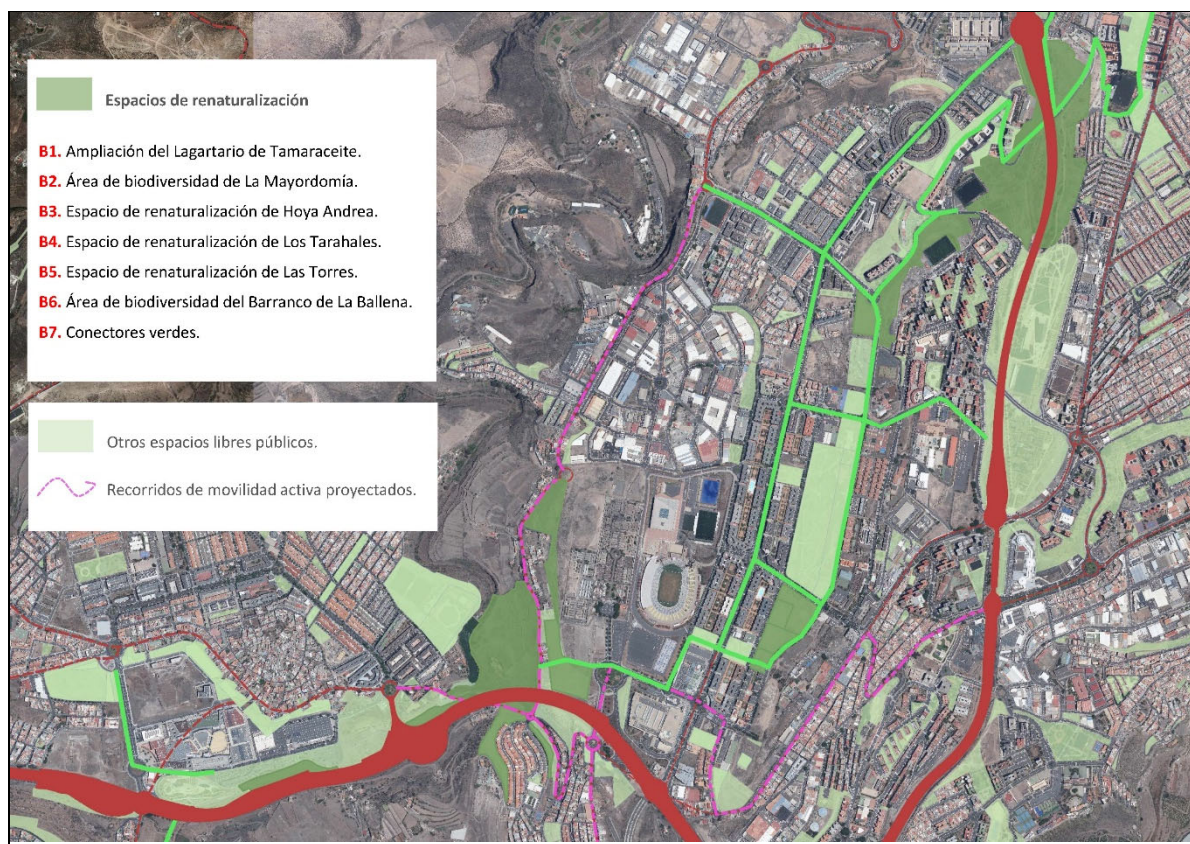 Espacios de renaturalización
B1. Ampliación del Lagartario de Tamaraceite.
B2. Área de biodiversidad de La Mayordomía.
B3. Espacio de renaturalización de Hoya Andrea.
B4. Espacio de renaturalización de Los Tarahales.
B5. Espacio de renaturalización de Las Torres.
B6. Área de biodiversidad del Barranco de La Ballena.
B7. Conectores verdes.
Otros espacios libres públicos.
Recorridos de movilidad activa proyectados.